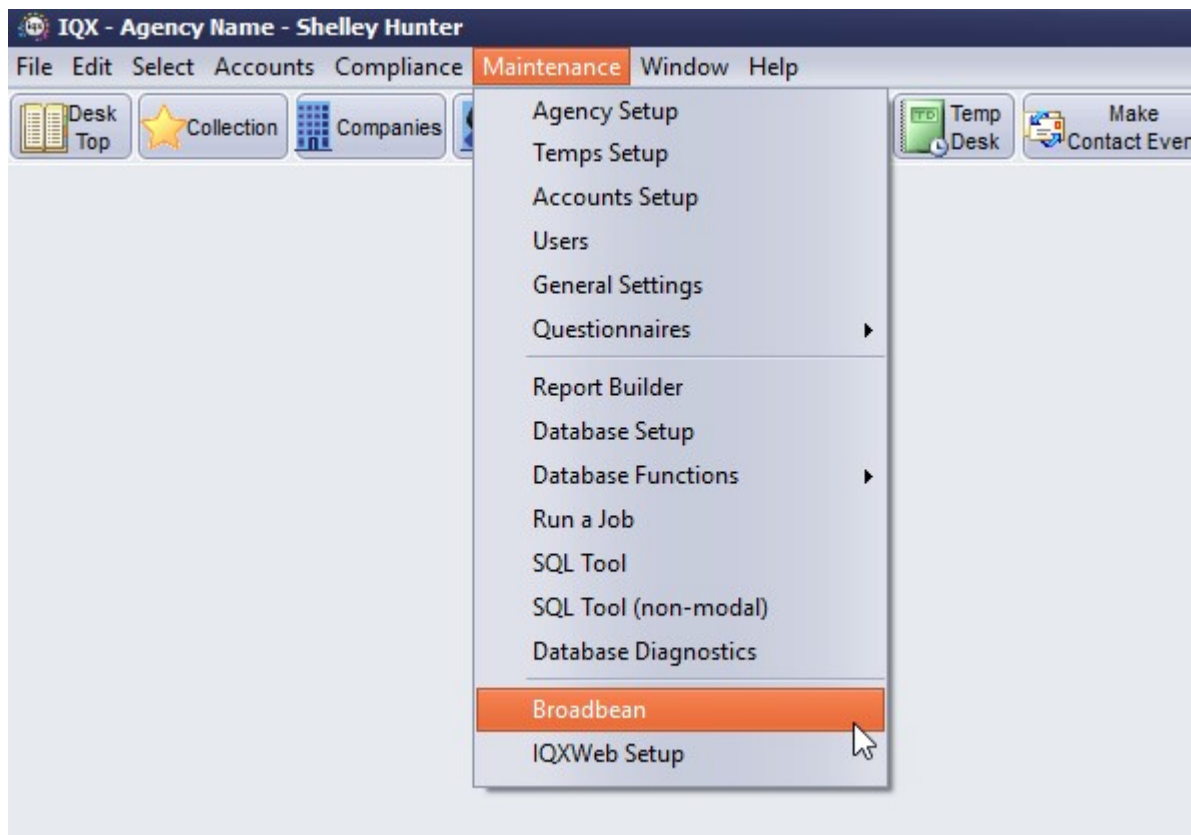 IQX - Agency Name - Shelley Hunter
File Edit Select Accounts Compliance Maintenance Window Help
Desk Top
Collection
Companies
Temp Desk
Make Contact Ever
Agency Setup
Temps Setup
Accounts Setup
Users
General Settings
Questionnaires
Report Builder
Database Setup
Database Functions
Run a Job
SQL Tool
SQL Tool (non-modal)
Database Diagnostics
Broadbean
IQXWeb Setup